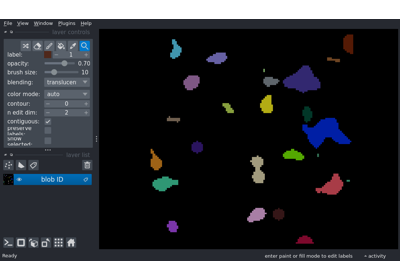 File View Window Plugins Help
layer controls
label: 1
opacity: 0.70
brush size: 10
blending: translucen
color mode: auto
contour: 0
n edit dim: 2
contiguous: ✓
preserve
labels:
show
selected:
layer list
blob ID
Ready
enter paint or fill mode to edit labels
activity